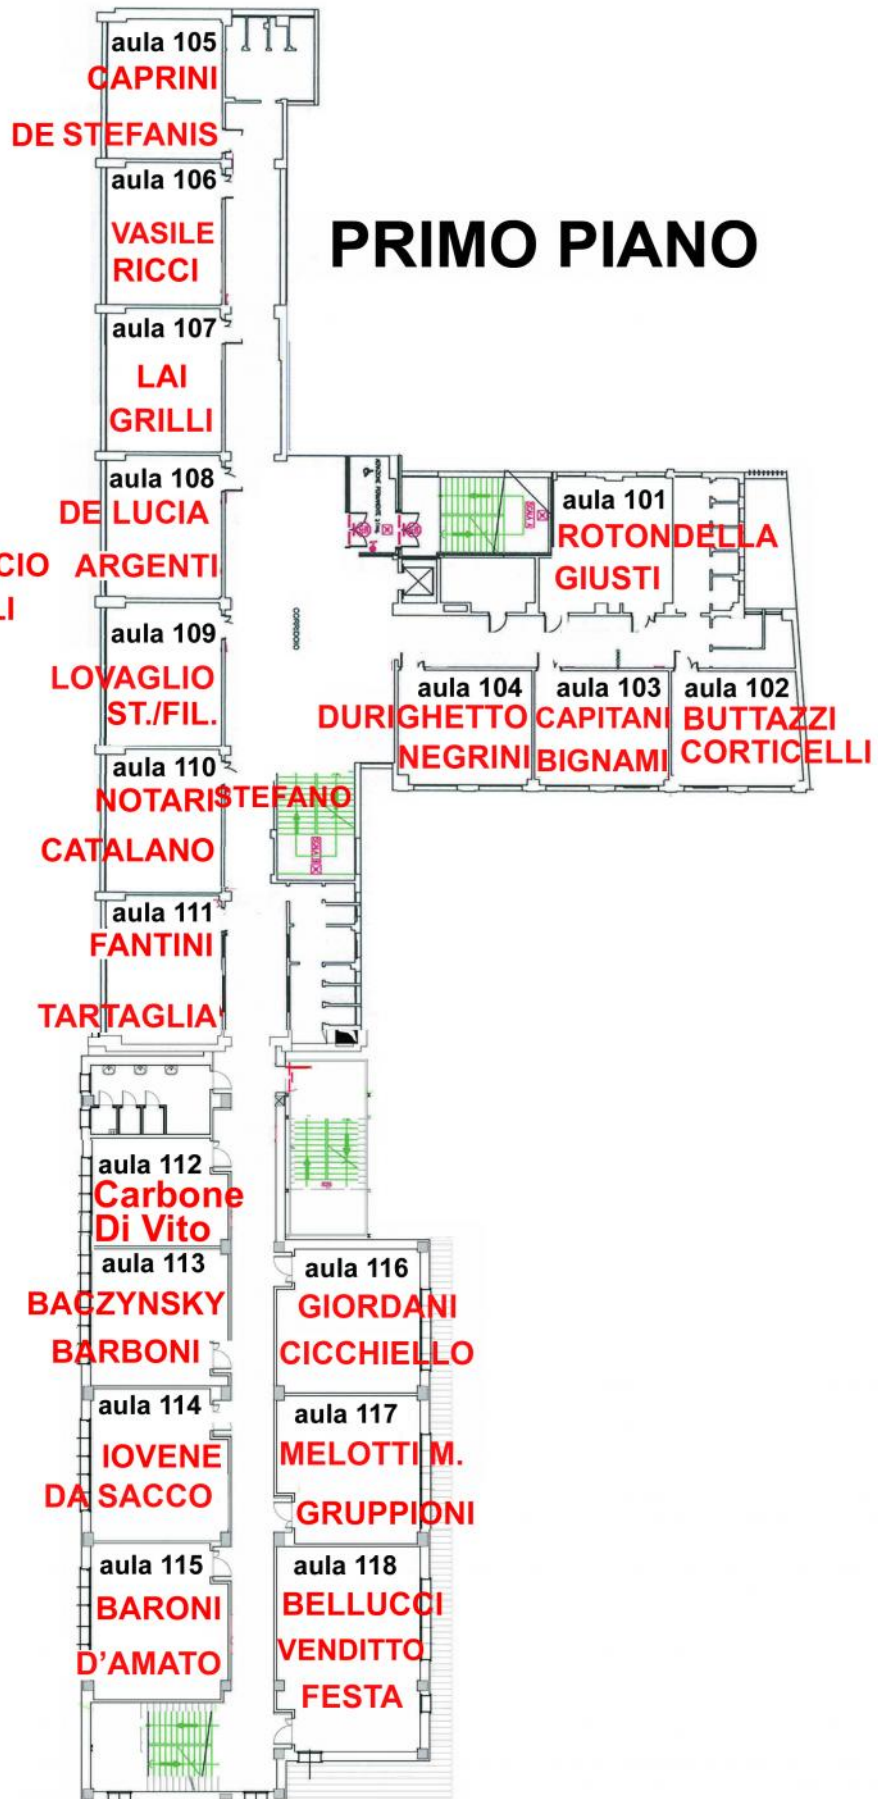 PRIMO PIANO
aula 105
CAPRINI
DE STEFANIS
aula 106
VASILE
RICCI
aula 107
LAI
GRILLI
aula 108
DE LUCIA
CIO ARGENTI
LI
aula 109
LOVAGLIO
ST./FIL.
aula 110
NOTARI STEFANO
CATALANO
aula 111
FANTINI
TARTAGLIA
CORRIDOIO
aula 101
ROTONDELLA
GIUSTI
aula 104
DURIGHETTO
NEGRINI
aula 103
CAPITANI
BIGNAMI
aula 102
BUTTAZZI
CORTICELLI
aula 112
Carbone
Di Vito
aula 113
BACZYNSKY
BARBONI
aula 114
IOVENE
DA SACCO
aula 115
BARONI
D'AMATO
aula 116
GIORDANI
CICCHIELLO
aula 117
MELOTTI M.
GRUPPIONI
aula 118
BELLUCCI
VENDITTO
FESTA